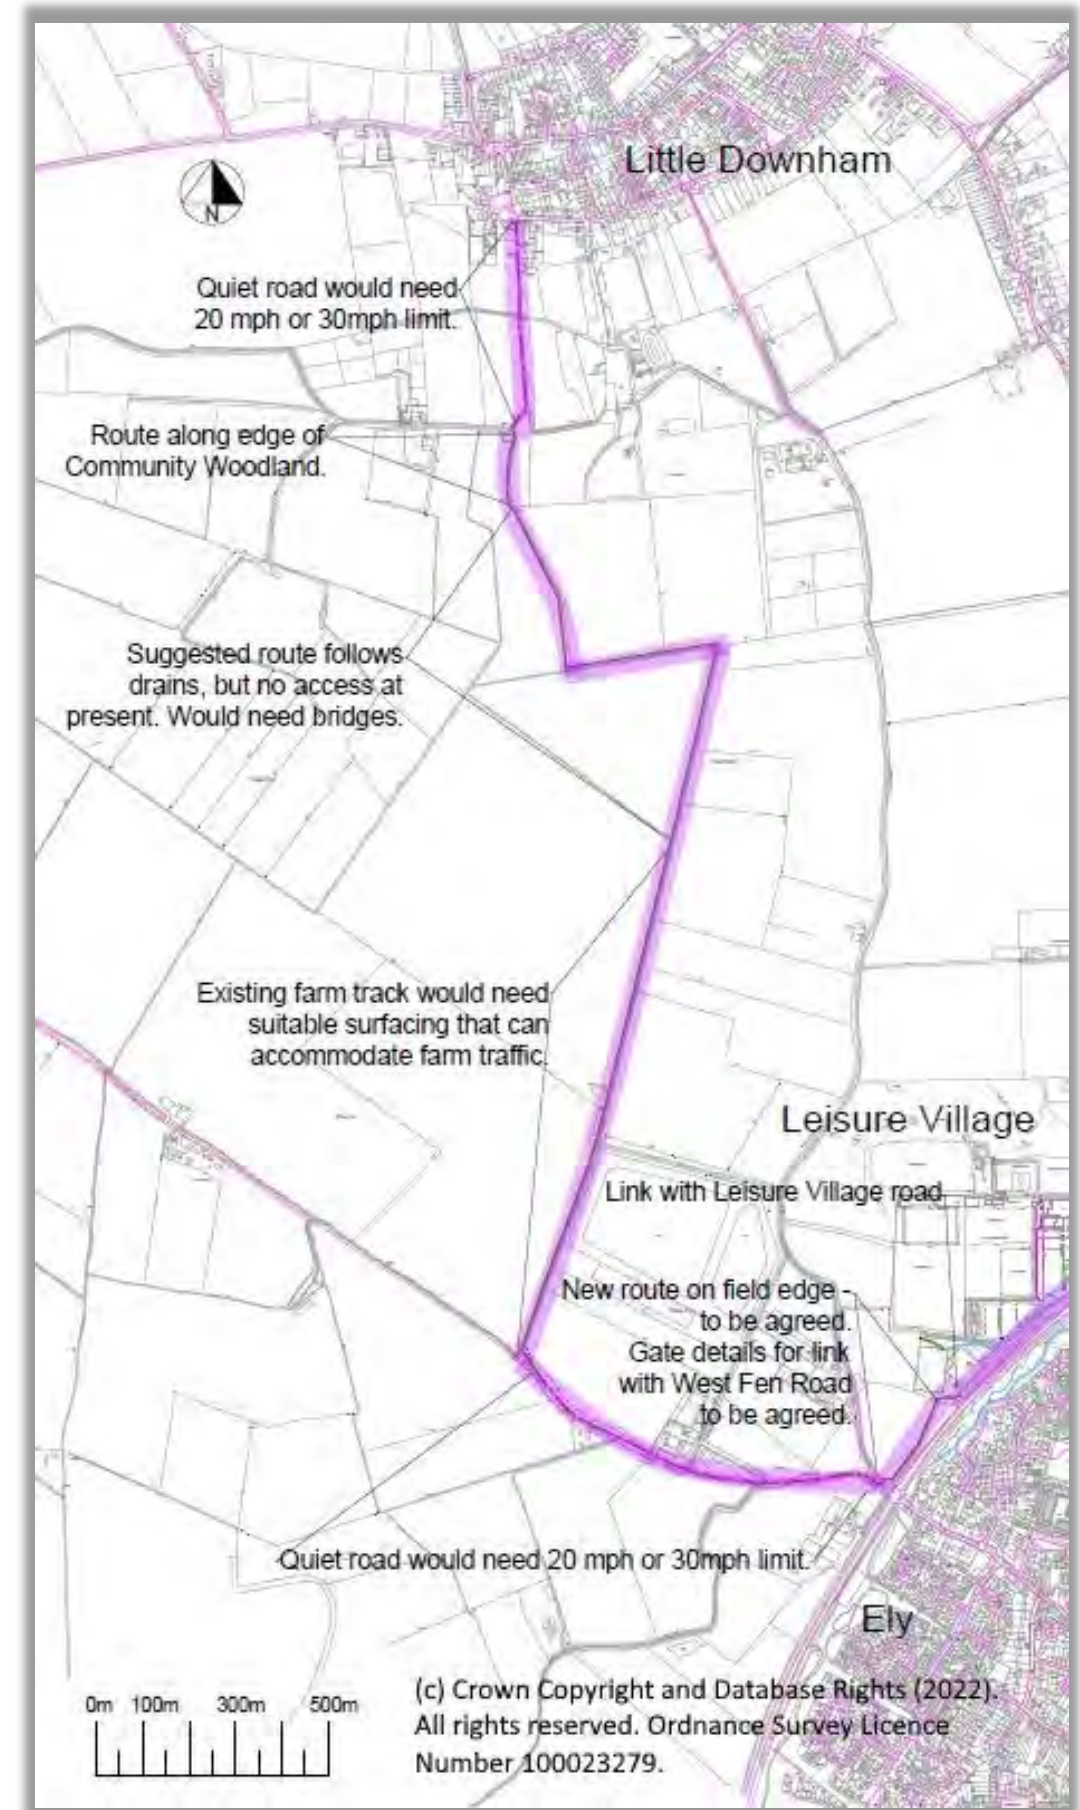 Little Downham
N
Quiet road would need
20 mph or 30mph limit.
Route along edge of
Community Woodland.
Suggested route follows
drains, but no access at
present. Would need bridges.
Existing farm track would need
suitable surfacing that can
accommodate farm traffic.
Leisure Village
Link with Leisure Village road
New route on field edge -
to be agreed.
Gate details for link
with West Fen Road
to be agreed.
Quiet road would need 20 mph or 30mph limit.
Ely
0m 100m 300m 500m
(c) Crown Copyright and Database Rights (2022).
All rights reserved. Ordnance Survey Licence
Number 100023279.